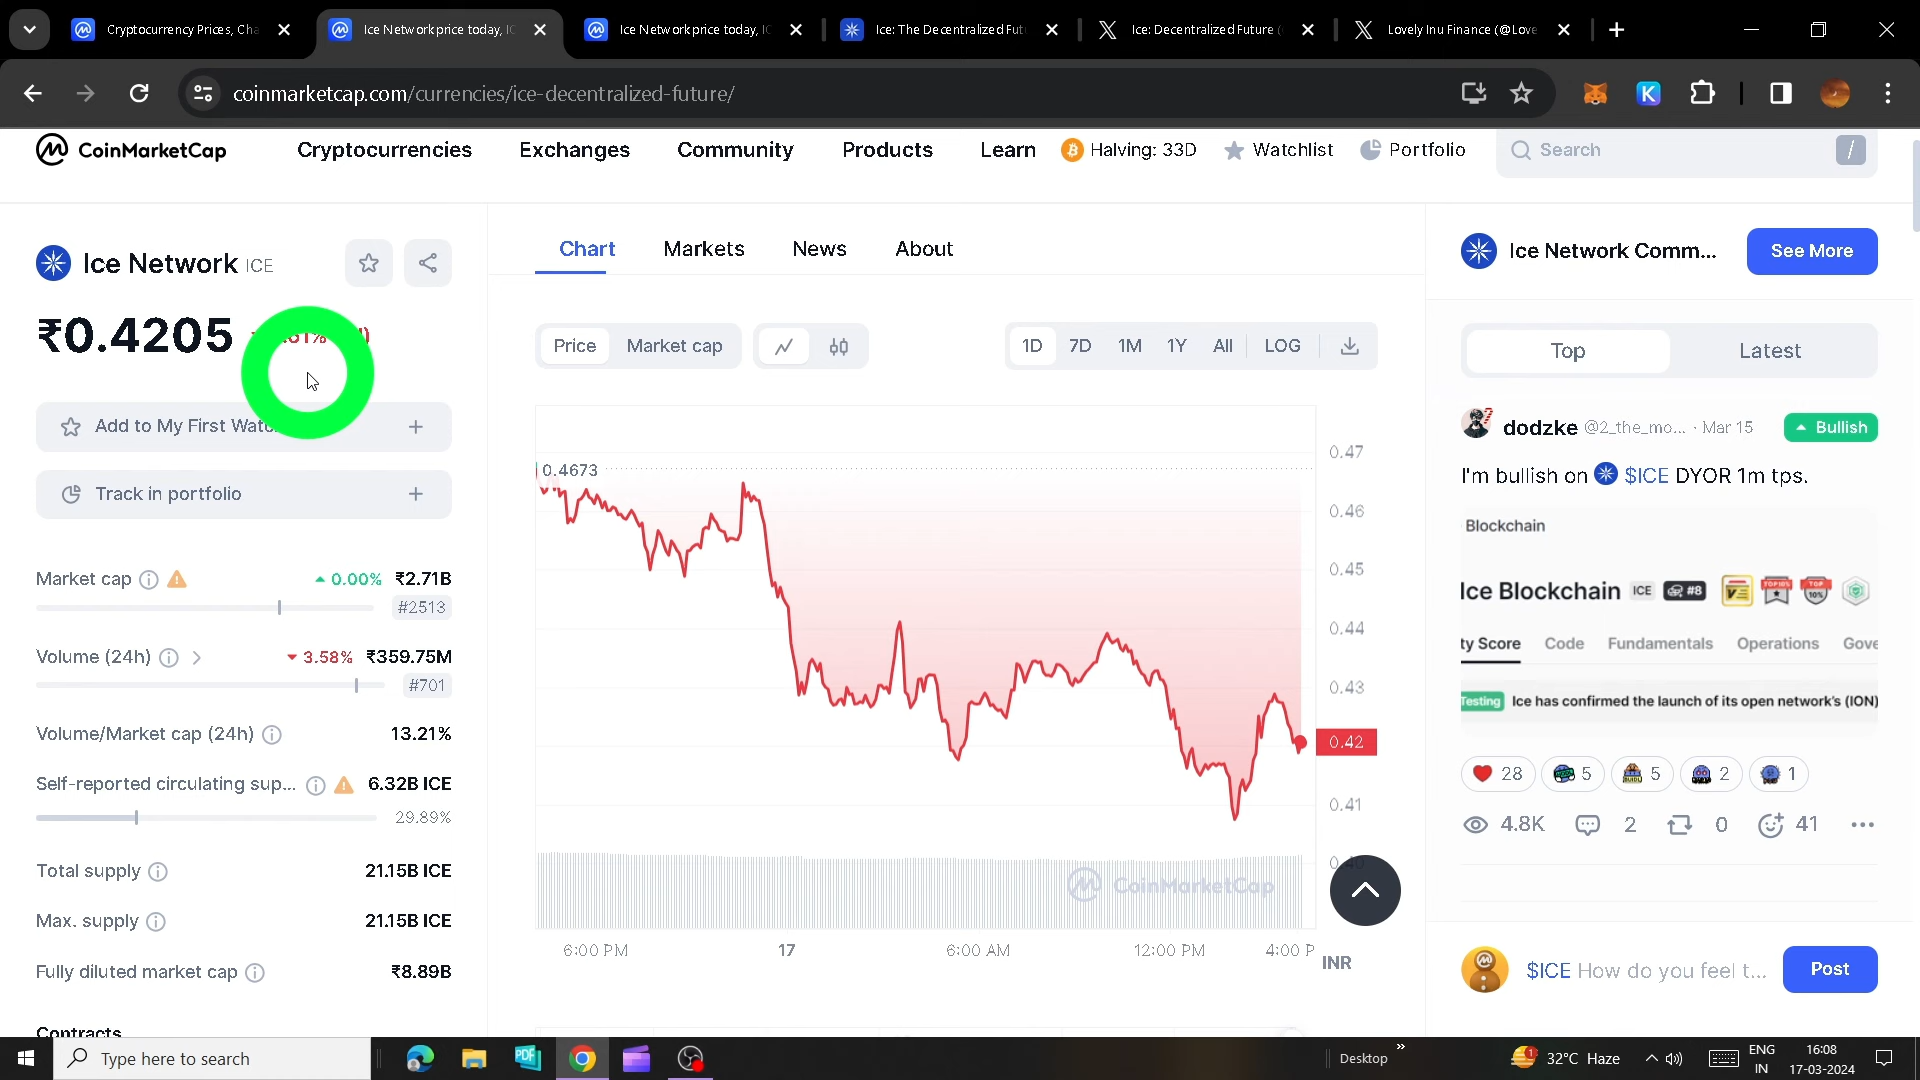 Cryptocurrency Prices, Cha
Ice Network price today, IC
Ice Network price today, IC
Ice: The Decentralized Fut
Ice: Decentralized Future (
Lovely Inu Finance (@Love
coinmarketcap.com/currencies/ice-decentralized-future/
CoinMarketCap
Cryptocurrencies
Exchanges
Community
Products
Learn
Halving: 33D
Watchlist
Portfolio
Search
/
Ice Network ICE
₹0.4205
Add to My First Watc
Track in portfolio
Market cap 0.00% ₹2.71B
#2513
Volume (24h) 3.58% ₹359.75M
#701
Volume/Market cap (24h) 13.21%
Self-reported circulating sup... 6.32B ICE
29.89%
Total supply 21.15B ICE
Max. supply 21.15B ICE
Fully diluted market cap ₹8.89B
Contracts
Chart Markets News About
Price Market cap
1D 7D 1M 1Y All LOG
0.4673
0.47
0.46
0.45
0.44
0.43
0.42
0.41
CoinMarketCap
6:00 PM 17 6:00 AM 12:00 PM 4:00 P
INR
Ice Network Comm...
See More
Top Latest
dodzke @2_the_mo... · Mar 15 Bullish
I'm bullish on $ICE DYOR 1m tps.
Blockchain
Ice Blockchain ICE #8
TOP 10%
ty Score Code Fundamentals Operations Gove
Testing Ice has confirmed the launch of its open network's (ION)
28 5 5 2 1
4.8K 2 0 41
$ICE How do you feel t...
Post
Type here to search
Desktop
32°C Haze
ENG
IN
16:08
17-03-2024